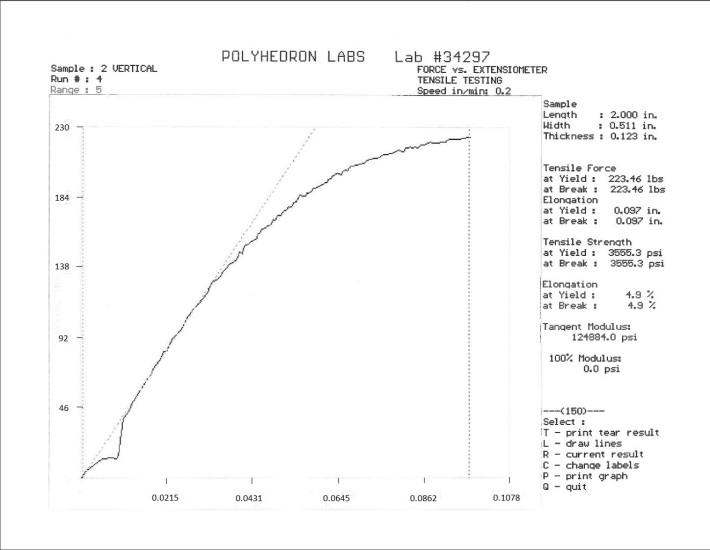 POLYHEDRON LABS Lab #34297
Sample : 2 VERTICAL
Run # : 4
Range : 5
FORCE vs. EXTENSIOMETER
TENSILE TESTING
Speed in/min: 0.2
Sample
Length : 2.000 in.
Width : 0.511 in.
Thickness : 0.123 in.
Tensile Force
at Yield : 223.46 lbs
at Break : 223.46 lbs
Elongation
at Yield : 0.097 in.
at Break : 0.097 in.
Tensile Strength
at Yield : 3555.3 psi
at Break : 3555.3 psi
Elongation
at Yield : 4.9 %
at Break : 4.9 %
Tangent Modulus:
124884.0 psi
100% Modulus:
0.0 psi
---(150)---
Select :
T - print tear result
L - draw lines
R - current result
C - change labels
P - print graph
Q - quit
230
184
138
92
46
0.0215 0.0431 0.0645 0.0862 0.1078